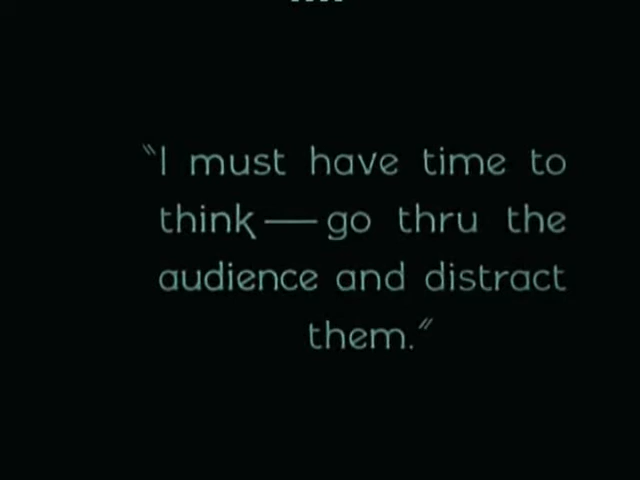 "I must have time to
think — go thru the
audience and distract
them."